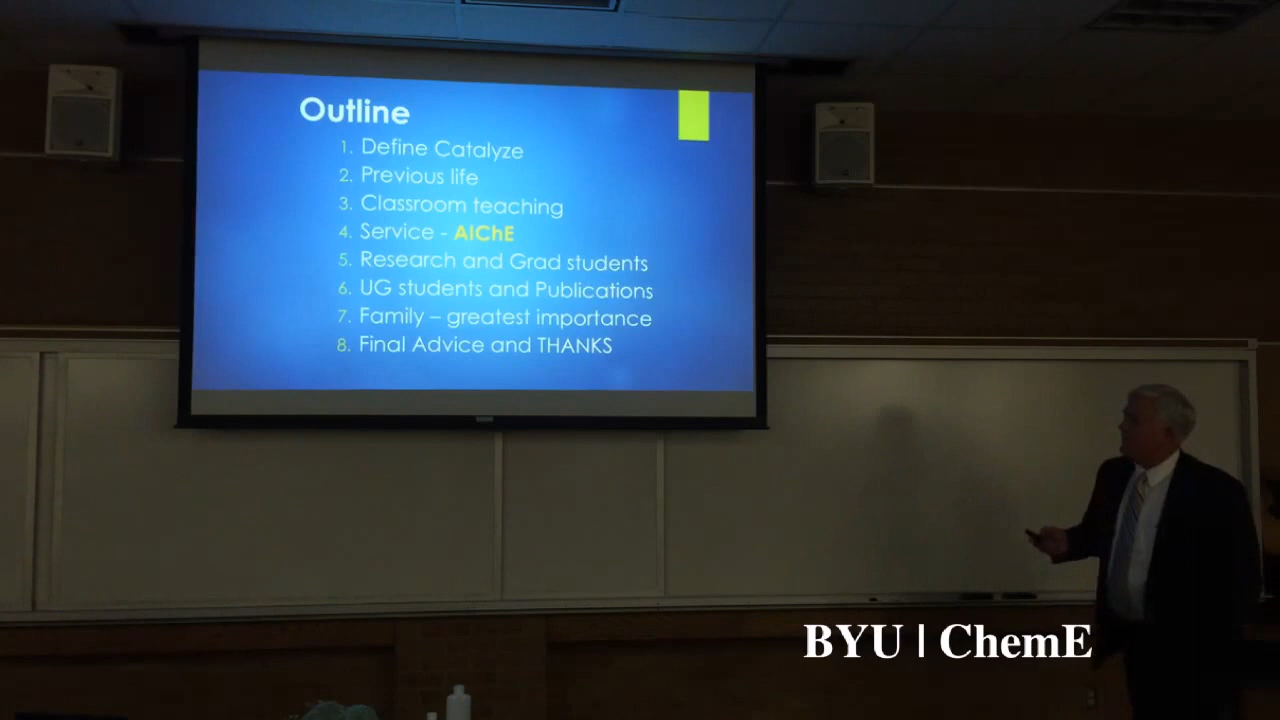 Outline
1. Define Catalyze
2. Previous life
3. Classroom teaching
4. Service - AIChE
5. Research and Grad students
6. UG students and Publications
7. Family – greatest importance
8. Final Advice and THANKS
BYU | ChemE